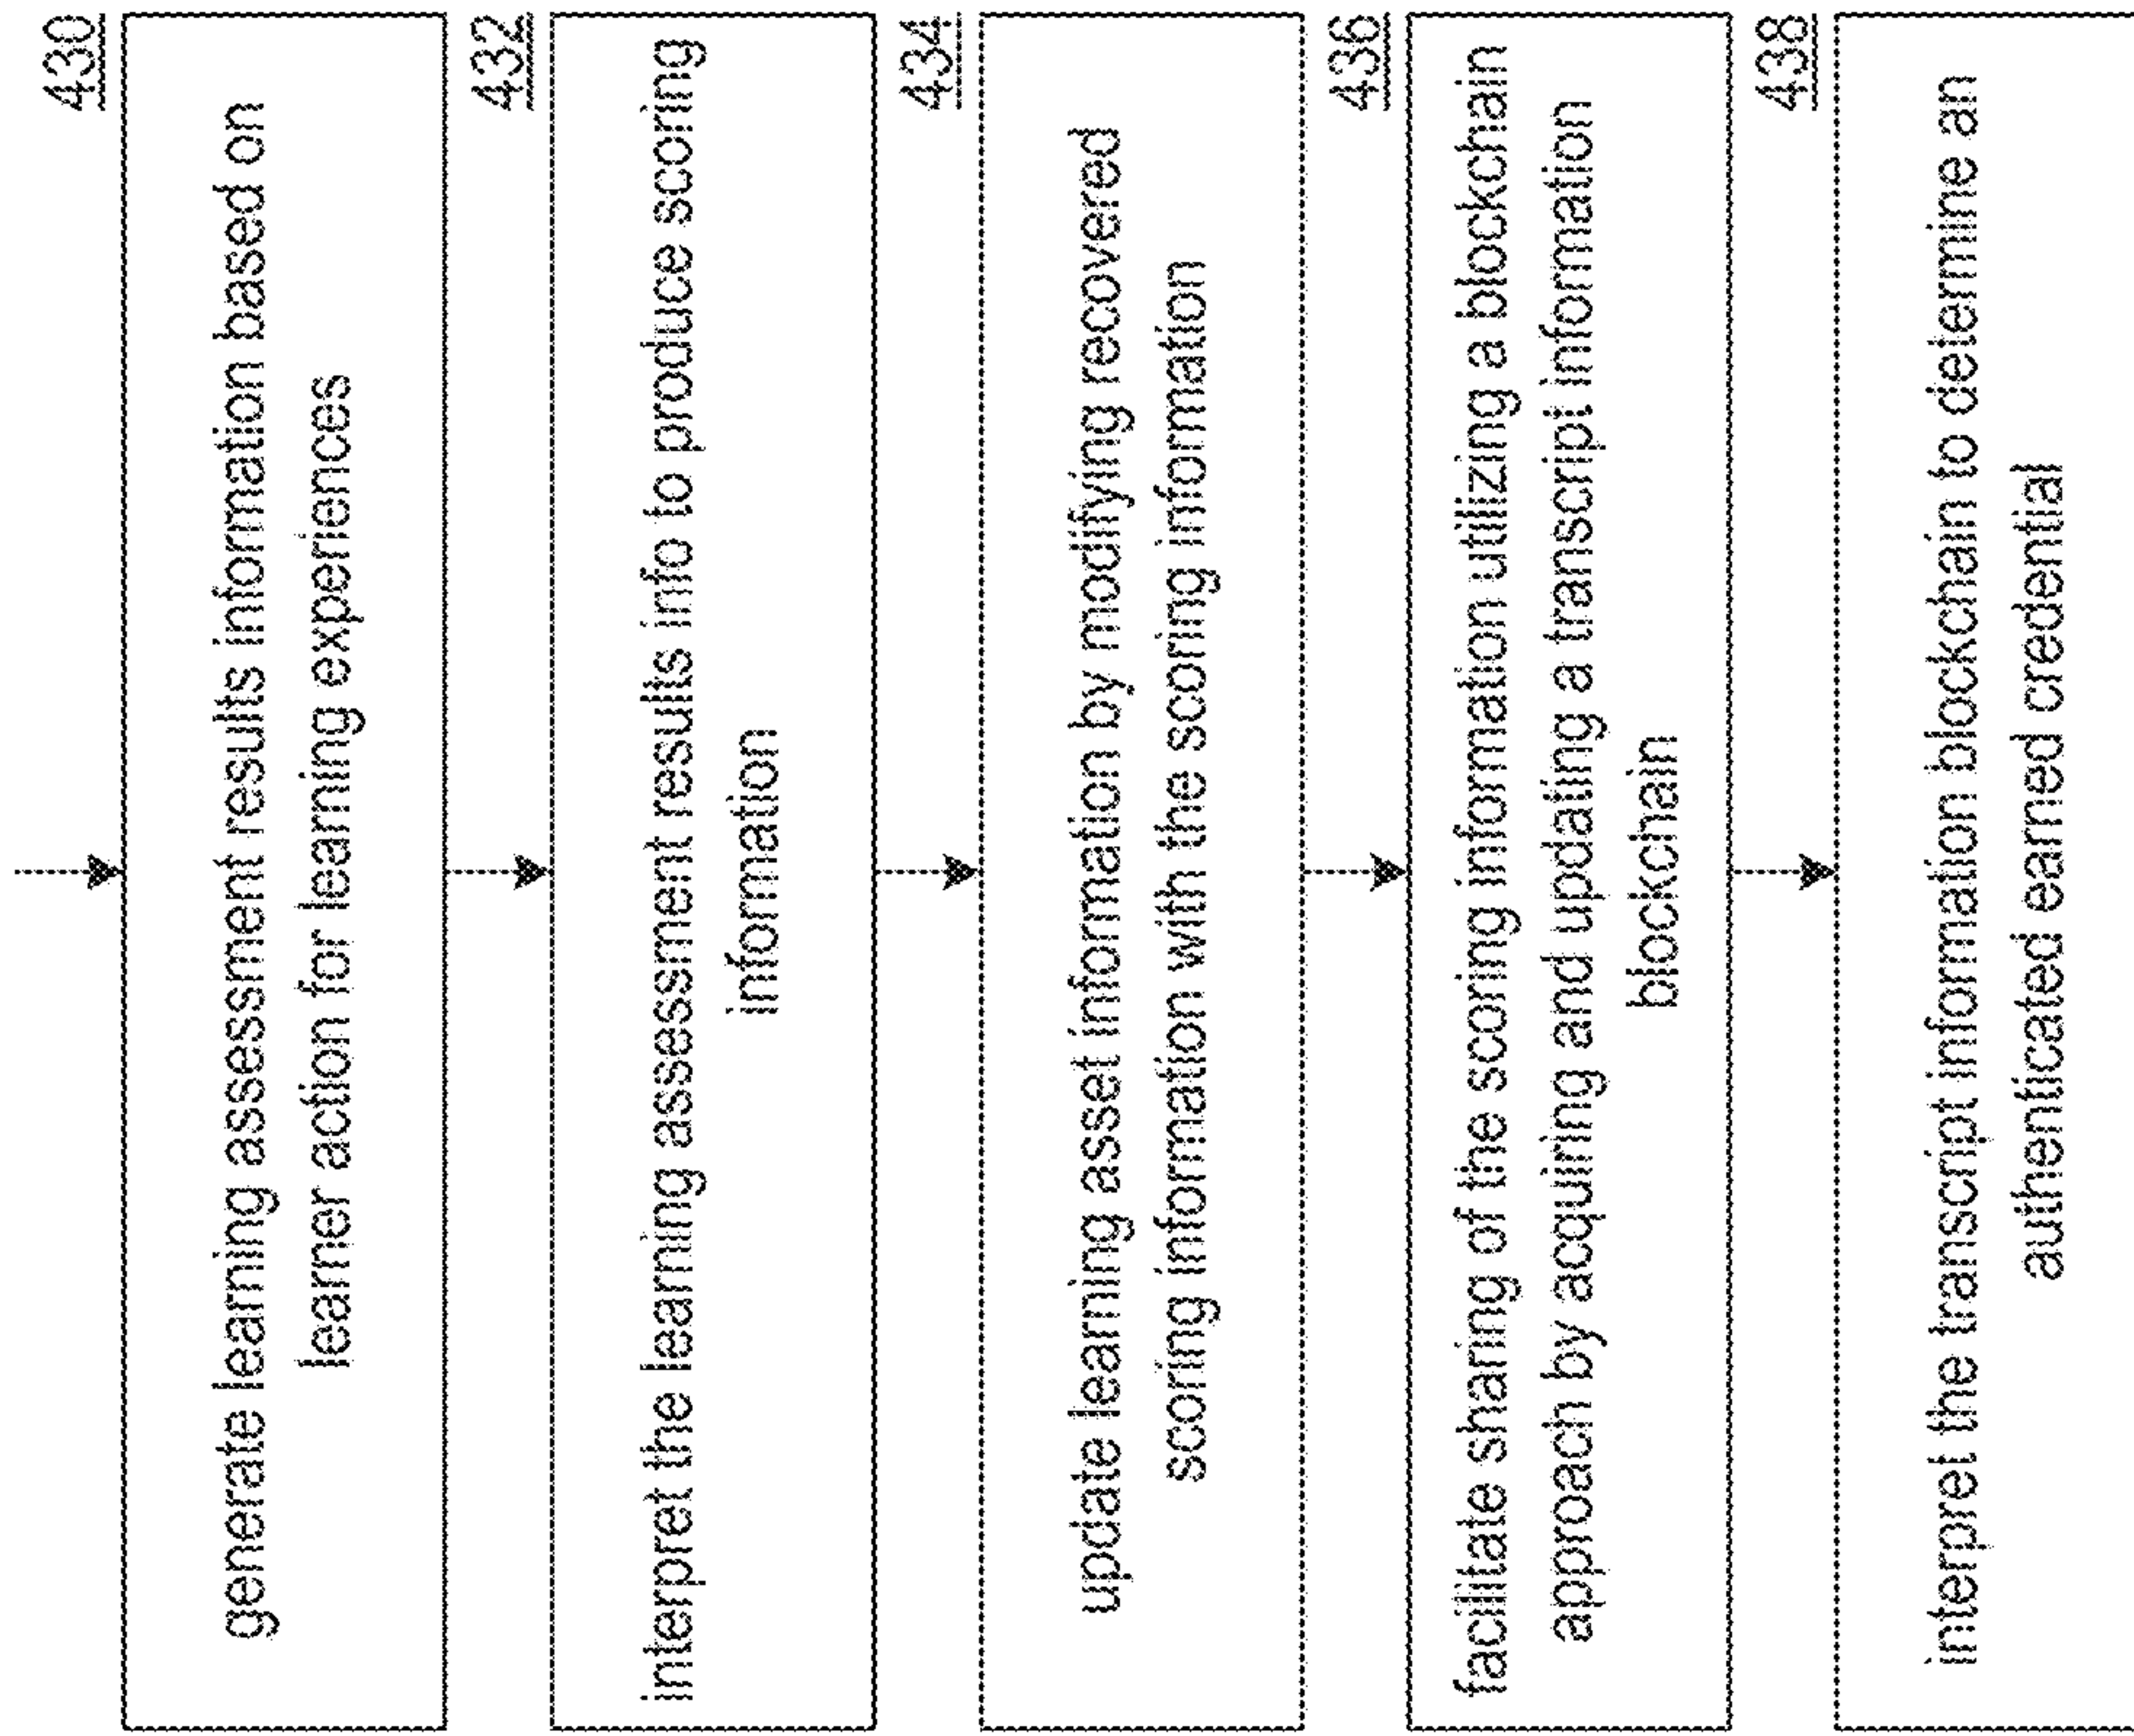 430
generate learning assessment results information based on
learner action for learning experiences
432
interpret the learning assessment results info to produce scoring
information
434
update learning asset information by modifying recovered
scoring information with the scoring information
436
facilitate sharing of the scoring information utilizing a blockchain
approach by acquiring and updating a transcript information
blockchain
438
interpret the transcript information blockchain to determine an
authenticated earned credential